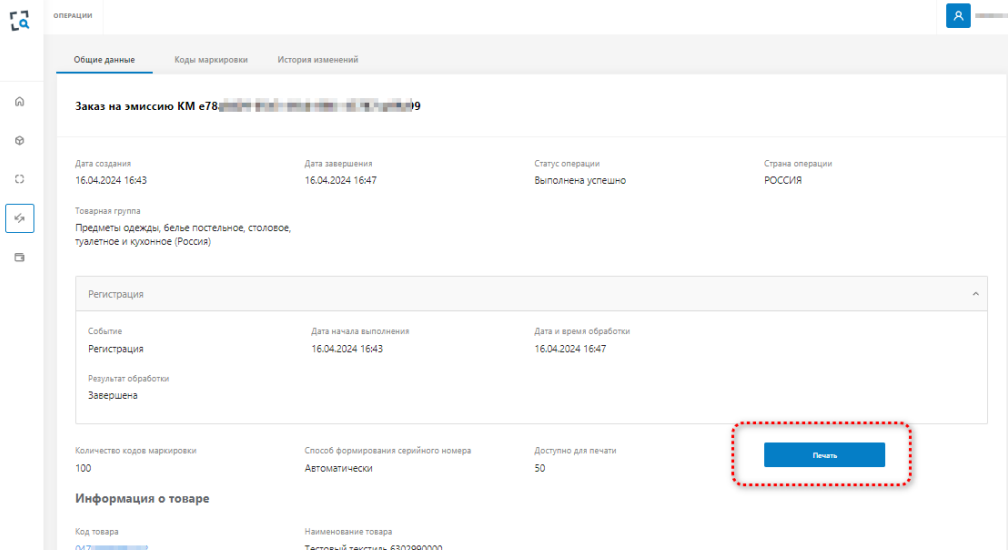 ОПЕРАЦИИ
Общие данные
Коды маркировки
История изменений
Заказ на эмиссию КМ е78
Дата создания
Дата завершения
Статус операции
Страна операции
16.04.2024 16:43
16.04.2024 16:47
Выполнена успешно
РОССИЯ
Товарная группа
Предметы одежды, белье постельное, столовое,
туалетное и кухонное (Россия)
Регистрация
Событие
Дата начала выполнения
Дата и время обработки
Регистрация
16.04.2024 16:43
16.04.2024 16:47
Результат обработки
Завершена
Количество кодов маркировки
Способ формирования серийного номера
Доступно для печати
Печать
100
Автоматически
50
Информация о товаре
Код товара
Наименование товара
Тестовый текстиль 6302990000